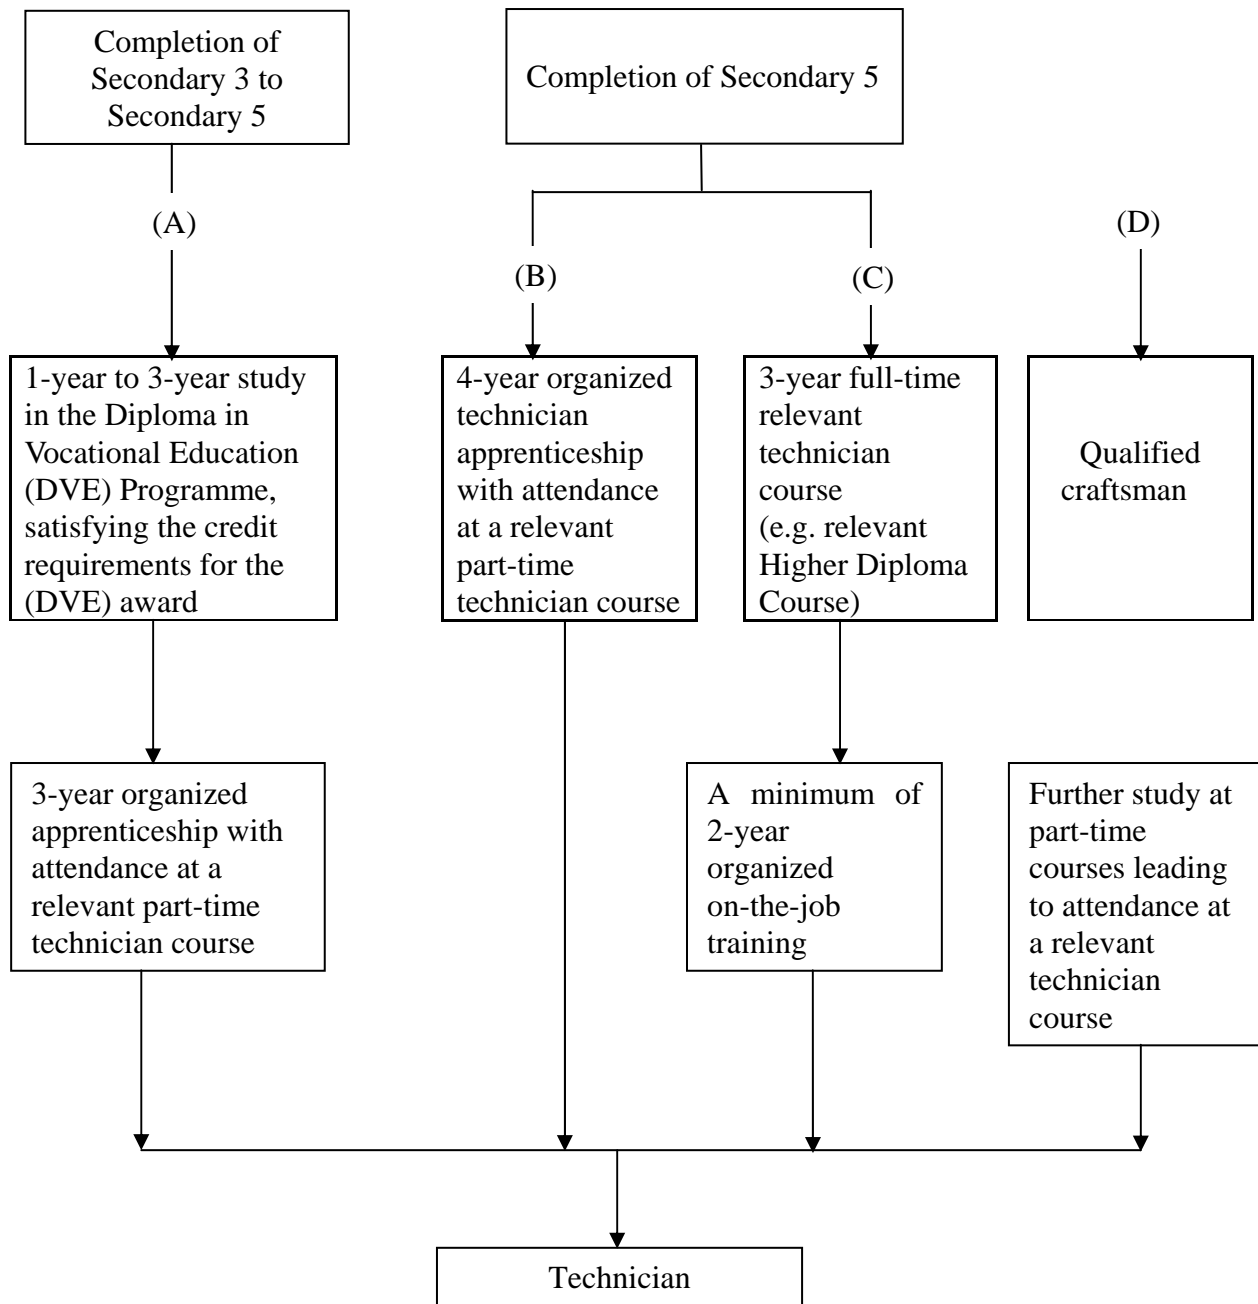 Completion of
Secondary 3 to
Secondary 5
Completion of Secondary 5
(A)
(B)
(C)
(D)
1-year to 3-year study
in the Diploma in
Vocational Education
(DVE) Programme,
satisfying the credit
requirements for the
(DVE) award
4-year organized
technician
apprenticeship
with attendance
at a relevant
part-time
technician course
3-year full-time
relevant
technician
course
(e.g. relevant
Higher Diploma
Course)
Qualified
craftsman
3-year organized
apprenticeship with
attendance at a
relevant part-time
technician course
A minimum of
2-year
organized
on-the-job
training
Further study at
part-time
courses leading
to attendance at
a relevant
technician
course
Technician